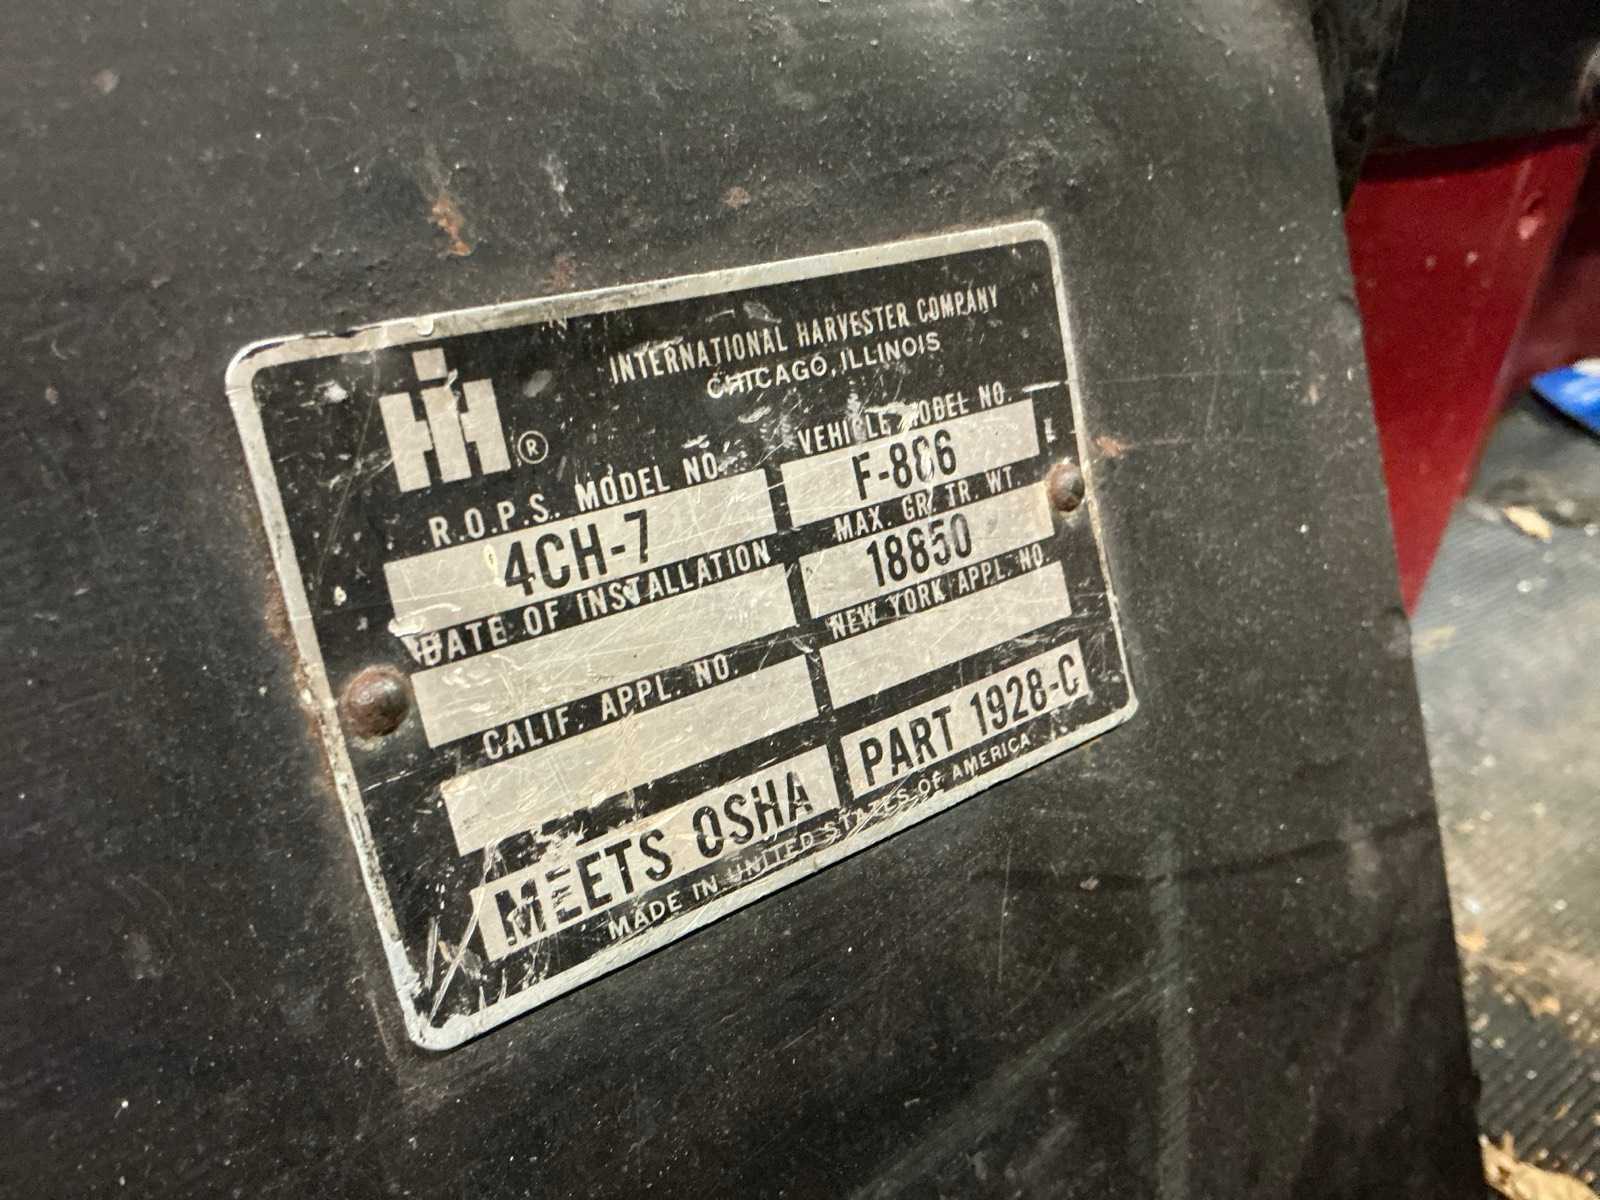 IH ®
INTERNATIONAL HARVESTER COMPANY
CHICAGO, ILLINOIS
R.O.P.S. MODEL NO.
VEHICLE MODEL NO.
4CH-7
F-886
DATE OF INSTALLATION
MAX. GR. TR. WT.
18850
CALIF. APPL. NO.
NEW YORK APPL. NO.
MEETS OSHA
PART 1928-C
MADE IN UNITED STATES OF AMERICA